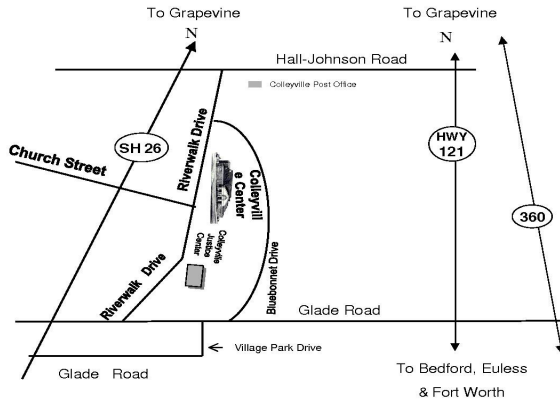 To Grapevine
To Grapevine
N
N
Hall-Johnson Road
Colleyville Post Office
Riverwalk Drive
SH 26
HWY
121
Church Street
Colleyvill
e Center
360
Colleyville
Justice
Center
Riverwalk Drive
Bluebonnet Drive
Glade Road
Village Park Drive
Glade Road
To Bedford, Euless
& Fort Worth